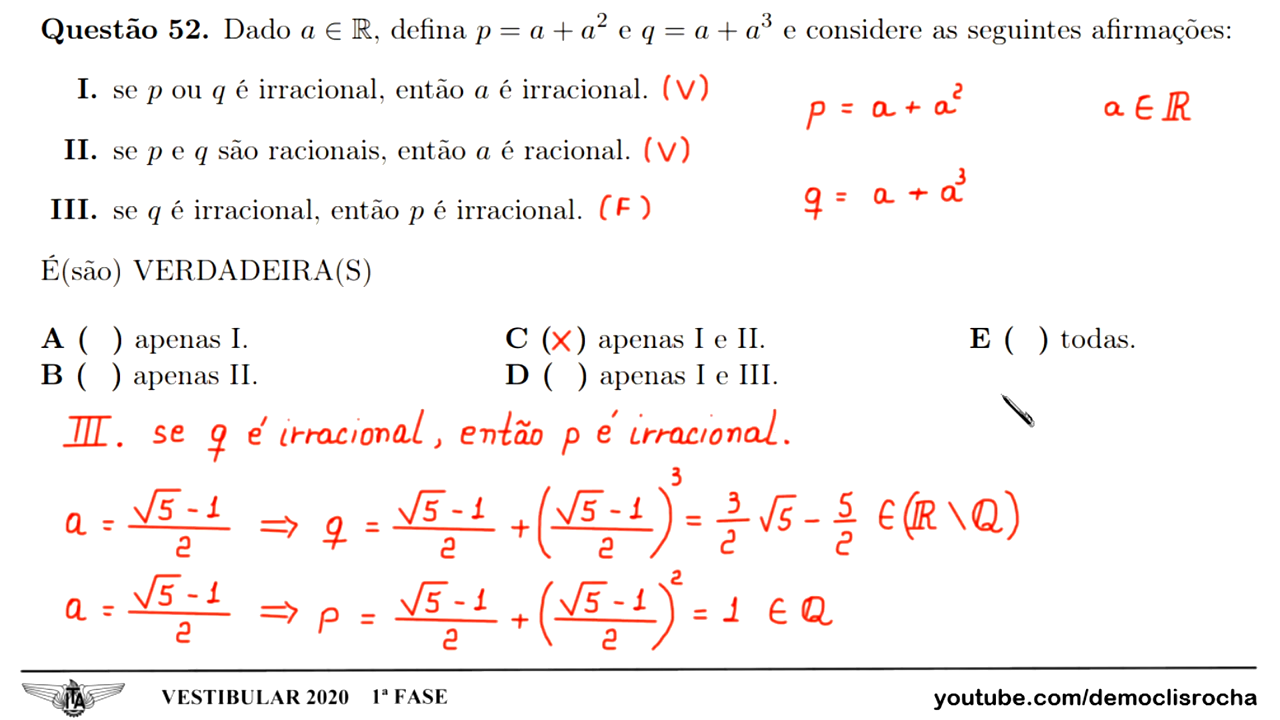 Questão 52. Dado a ∈ ℝ, defina p = a + a² e q = a + a³ e considere as seguintes afirmações:
I. se p ou q é irracional, então a é irracional. (V)
p = a + a²
a ∈ ℝ
II. se p e q são racionais, então a é racional. (V)
III. se q é irracional, então p é irracional. (F)
q = a + a³
É(são) VERDADEIRA(S)
A ( ) apenas I.
C (X) apenas I e II.
E ( ) todas.
B ( ) apenas II.
D ( ) apenas I e III.
III. se q é irracional, então p é irracional.
a = (√5 - 1)/2 ⇒ q = (√5 - 1)/2 + ((√5 - 1)/2)³ = 3/2 √5 - 5/2 ∈ (ℝ \ ℚ)
a = (√5 - 1)/2 ⇒ p = (√5 - 1)/2 + ((√5 - 1)/2)² = 1 ∈ ℚ
ITA
VESTIBULAR 2020 1ª FASE
youtube.com/democlisrocha